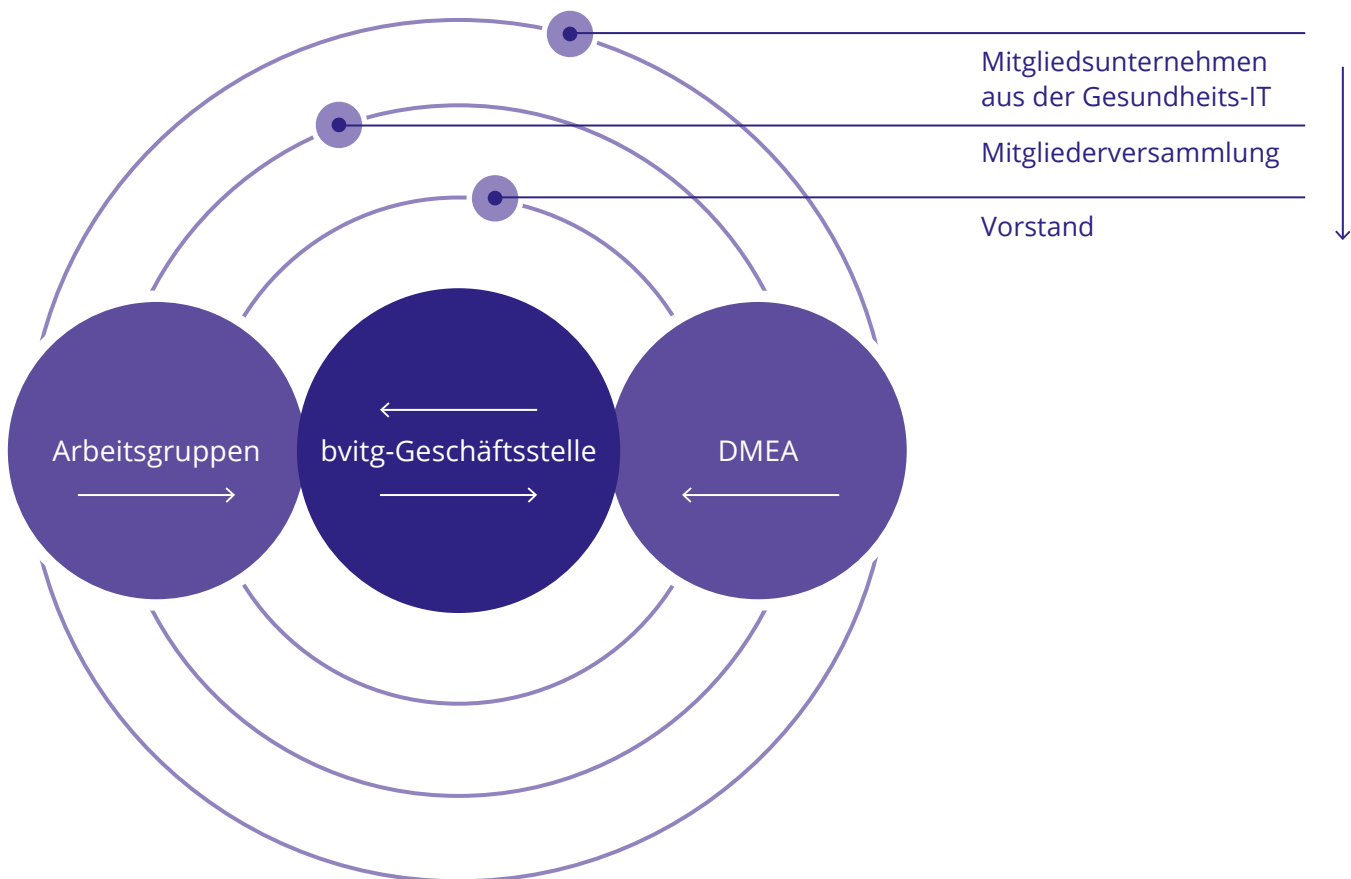 Mitgliedsunternehmen
aus der Gesundheits-IT
Mitgliederversammlung
Vorstand
Arbeitsgruppen
bvitg-Geschäftsstelle
DMEA